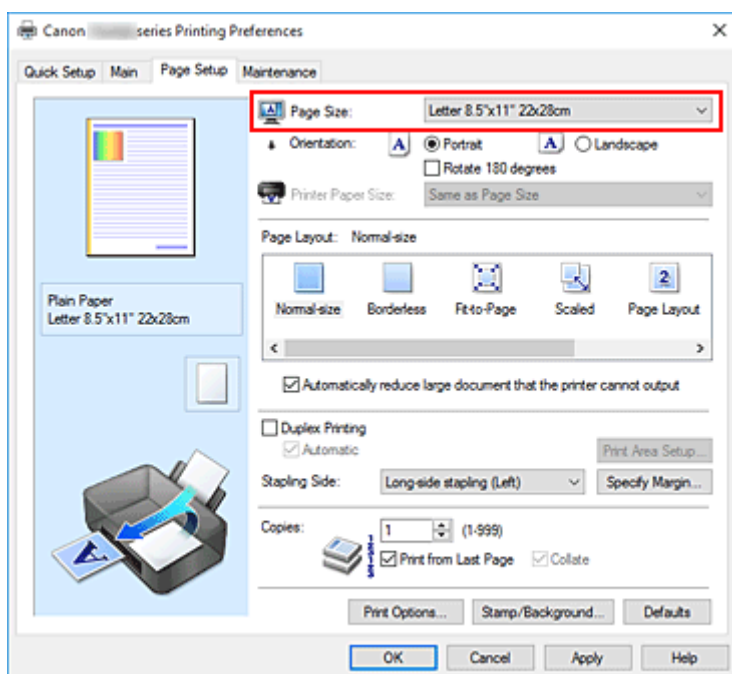 Canon series Printing Preferences
Quick Setup Main Page Setup Maintenance
Page Size: Letter 8.5"x11" 22x28cm
Orientation: A Portrait A Landscape
Rotate 180 degrees
Printer Paper Size: Same as Page Size
Page Layout: Normal-size
2
Normal-size Borderless Fit-to-Page Scaled Page Layout
Automatically reduce large document that the printer cannot output
Plain Paper
Letter 8.5"x11" 22x28cm
Duplex Printing
Automatic Print Area Setup...
Stapling Side: Long-side stapling (Left) Specify Margin...
Copies: 1 (1-999)
Print from Last Page Collate
A
Print Options... Stamp/Background... Defaults
OK Cancel Apply Help